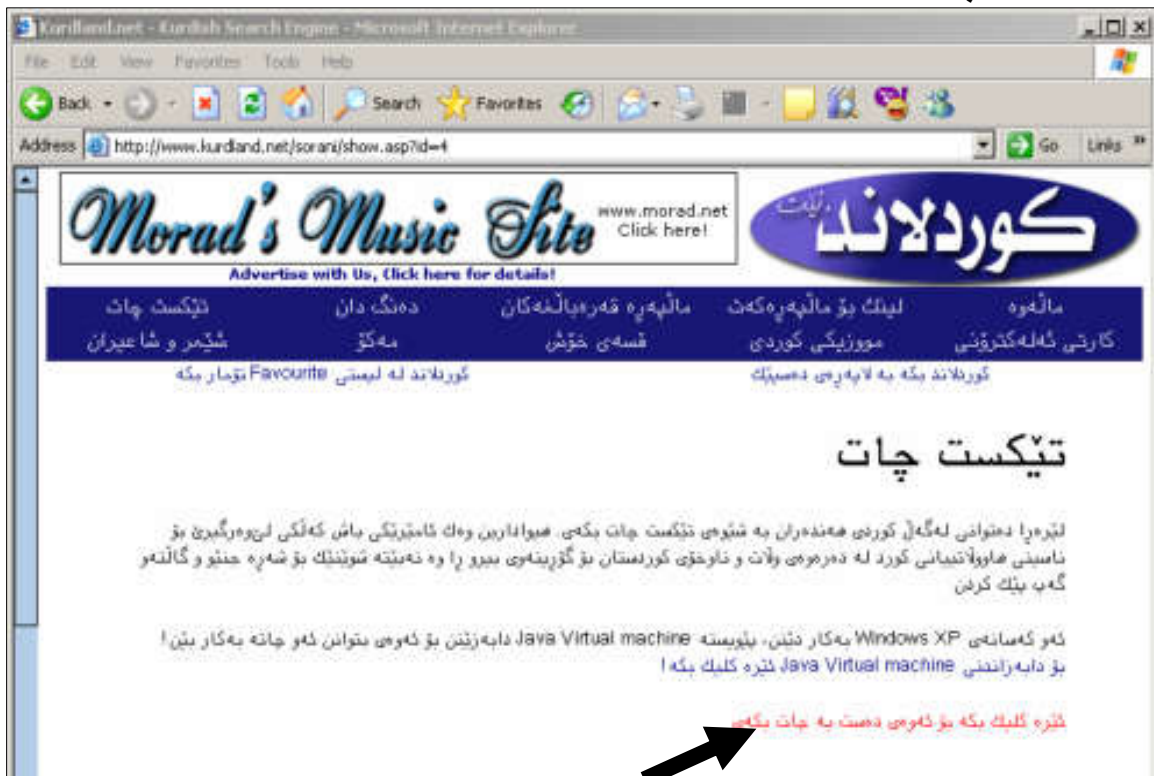 Kurdland.net - Kurdish Search Engine - Microsoft Internet Explorer
File Edit View Favorites Tools Help
Back Search Favorites
Address http://www.kurdland.net/sorani/show.asp?id=4 Go Links
Morad's Music Site www.morad.net
Click here!
کوردلاند
Advertise with Us, Click here for details!
ماڵەوە لینك بۆ ماڵپەڕەکەت ماڵپەڕە قەرەباڵغەکان دەنگ دان تێکست چات
کارتی ئەلەکترۆنی مووزیکی کوردی قسەی خۆش مەکۆ شێعر و شاعیران
کوردلاند بکە بە لاپەڕەی دەسپێك کوردلاند لە لیستی Favourite تۆمار بکە
تێکست چات
لێرەڕا دەتوانی لەگەڵ کوردی هەندەران بە شێوەی تێکست چات بکەی. هیوادارین وەك ئامێرێکی باش کەڵکی لێوەرگیرێ بۆ
ناسینی هاووڵاتییانی کورد لە دەرەوەی وڵات و ناوخۆی کوردستان بۆ گۆڕینەوی بیرو ڕا وە نەبێتە شوێنێك بۆ شەڕە جنێو و گاڵتەو
گەپ پێك کردن
ئەو کەسانەی Windows XP بەکار دێنن، پێویستە Java Virtual machine دابەزێنن بۆ ئەوەی بتوانن ئەو چاتە بەکار بێنن!
بۆ دابەزاندنی Java Virtual machine ئێرە کلیك بکە!
ئێرە کلیك بکە بۆ ئەوەی دەست بە چات بکەی